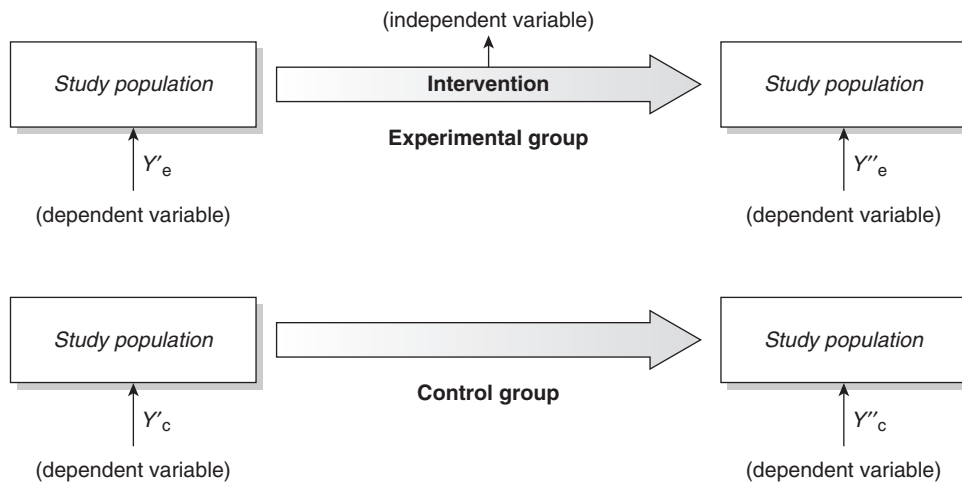 (independent variable)
Study population
Intervention
Study population
Experimental group
Y′e
Y″e
(dependent variable)
(dependent variable)
Study population
Study population
Control group
Y′c
Y″c
(dependent variable)
(dependent variable)